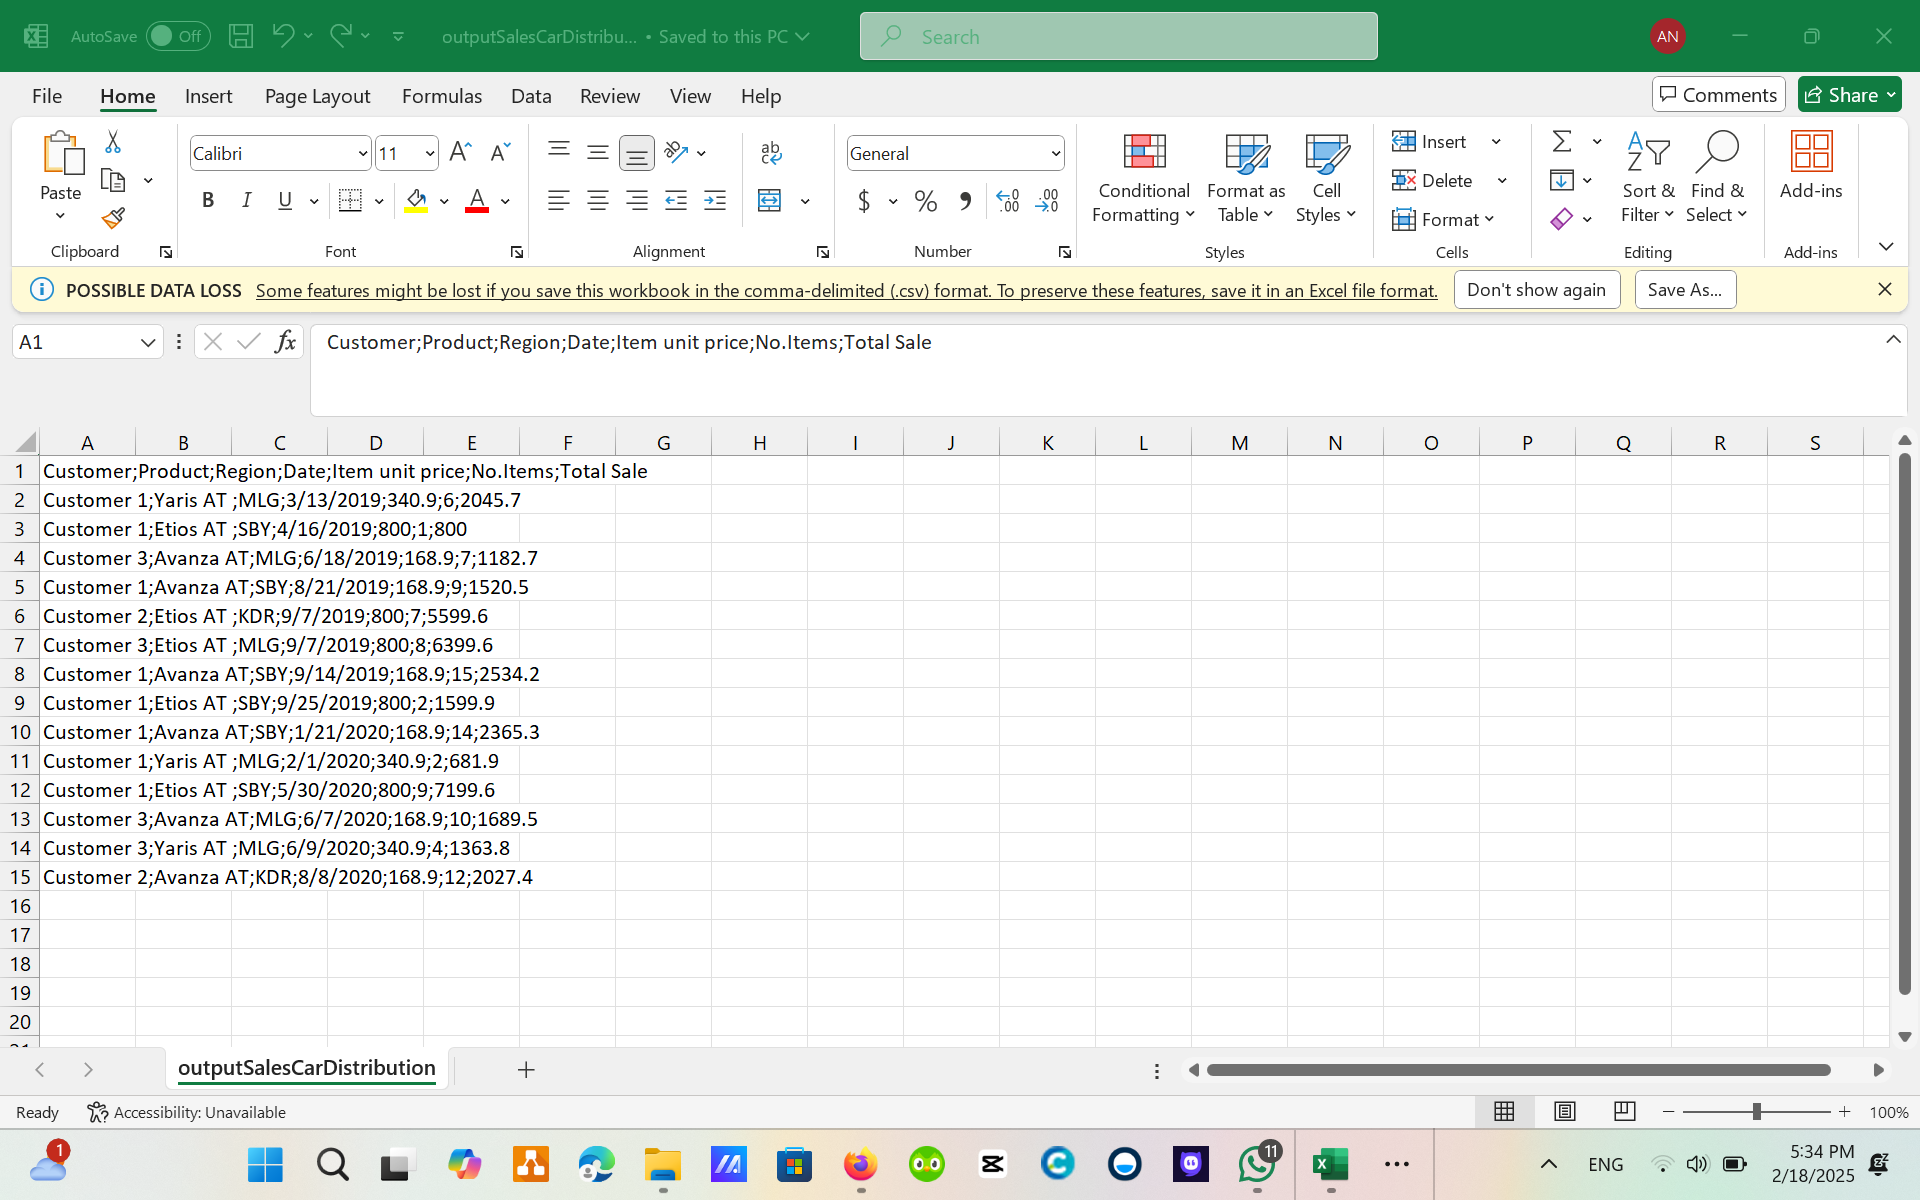 AutoSave Off outputSalesCarDistribu... • Saved to this PC Search AN
File Home Insert Page Layout Formulas Data Review View Help Comments Share
Paste Calibri 11 General Conditional Formatting Format as Table Cell Styles Insert Delete Format Sort & Filter Find & Select Add-ins
Clipboard Font Alignment Number Styles Cells Editing Add-ins
POSSIBLE DATA LOSS Some features might be lost if you save this workbook in the comma-delimited (.csv) format. To preserve these features, save it in an Excel file format. Don't show again Save As...
A1 fx Customer;Product;Region;Date;Item unit price;No.Items;Total Sale
A B C D E F G H I J K L M N O P Q R S
1 Customer;Product;Region;Date;Item unit price;No.Items;Total Sale
2 Customer 1;Yaris AT ;MLG;3/13/2019;340.9;6;2045.7
3 Customer 1;Etios AT ;SBY;4/16/2019;800;1;800
4 Customer 3;Avanza AT;MLG;6/18/2019;168.9;7;1182.7
5 Customer 1;Avanza AT;SBY;8/21/2019;168.9;9;1520.5
6 Customer 2;Etios AT ;KDR;9/7/2019;800;7;5599.6
7 Customer 3;Etios AT ;MLG;9/7/2019;800;8;6399.6
8 Customer 1;Avanza AT;SBY;9/14/2019;168.9;15;2534.2
9 Customer 1;Etios AT ;SBY;9/25/2019;800;2;1599.9
10 Customer 1;Avanza AT;SBY;1/21/2020;168.9;14;2365.3
11 Customer 1;Yaris AT ;MLG;2/1/2020;340.9;2;681.9
12 Customer 1;Etios AT ;SBY;5/30/2020;800;9;7199.6
13 Customer 3;Avanza AT;MLG;6/7/2020;168.9;10;1689.5
14 Customer 3;Yaris AT ;MLG;6/9/2020;340.9;4;1363.8
15 Customer 2;Avanza AT;KDR;8/8/2020;168.9;12;2027.4
16
17
18
19
20
outputSalesCarDistribution
Ready Accessibility: Unavailable 100%
1 11 ENG 5:34 PM
2/18/2025